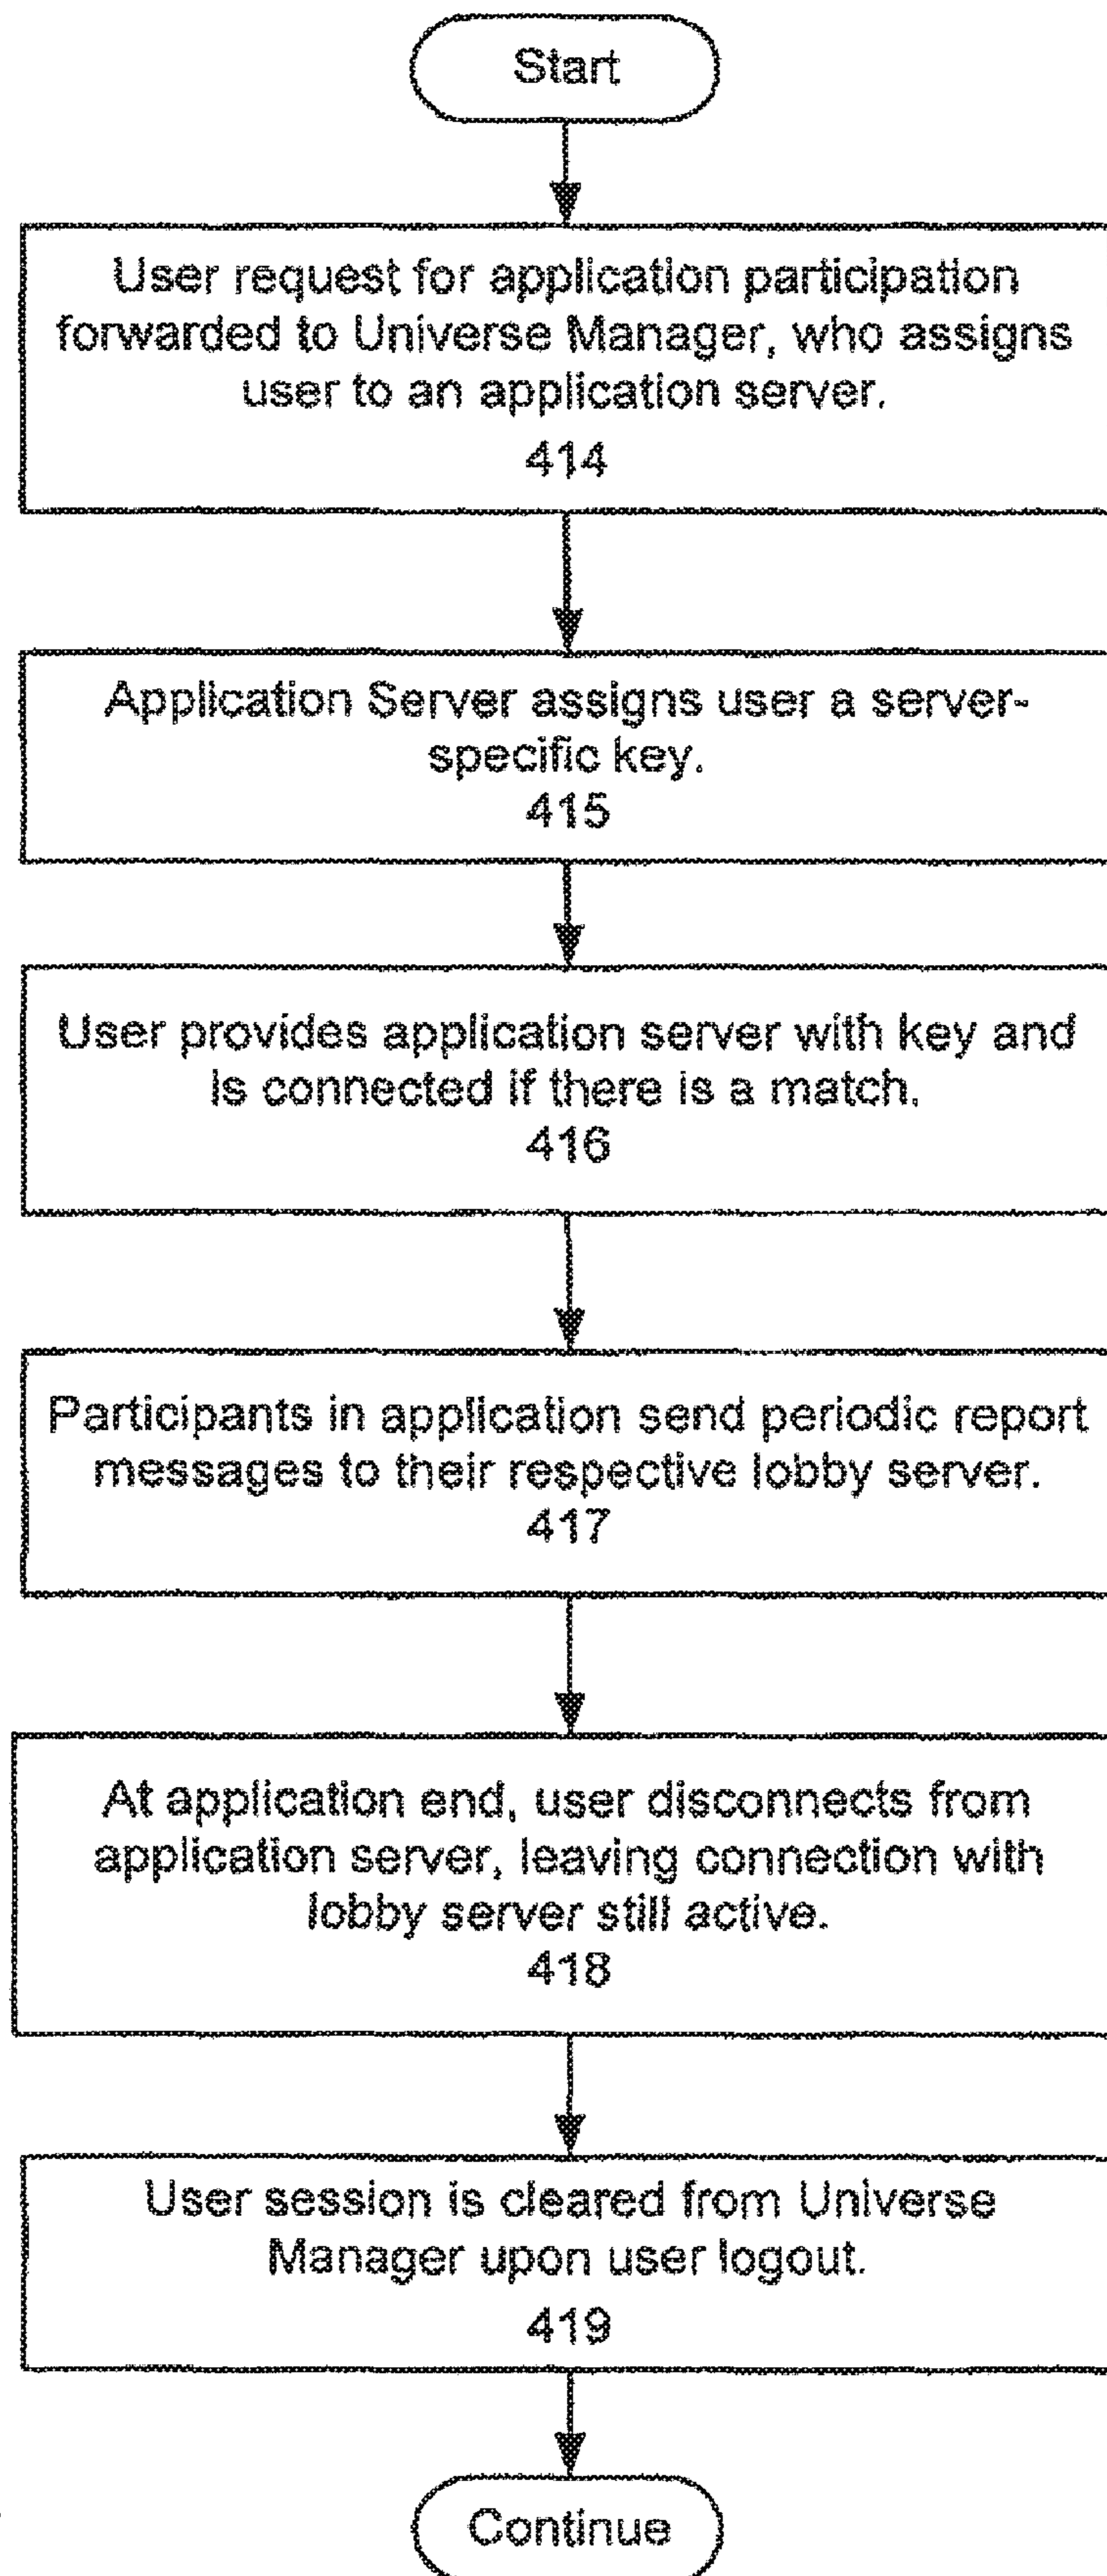 Start
User request for application participation
forwarded to Universe Manager, who assigns
user to an application server.
414
Application Server assigns user a server-
specific key.
415
User provides application server with key and
is connected if there is a match.
416
Participants in application send periodic report
messages to their respective lobby server.
417
At application end, user disconnects from
application server, leaving connection with
lobby server still active.
418
User session is cleared from Universe
Manager upon user logout.
419
Continue